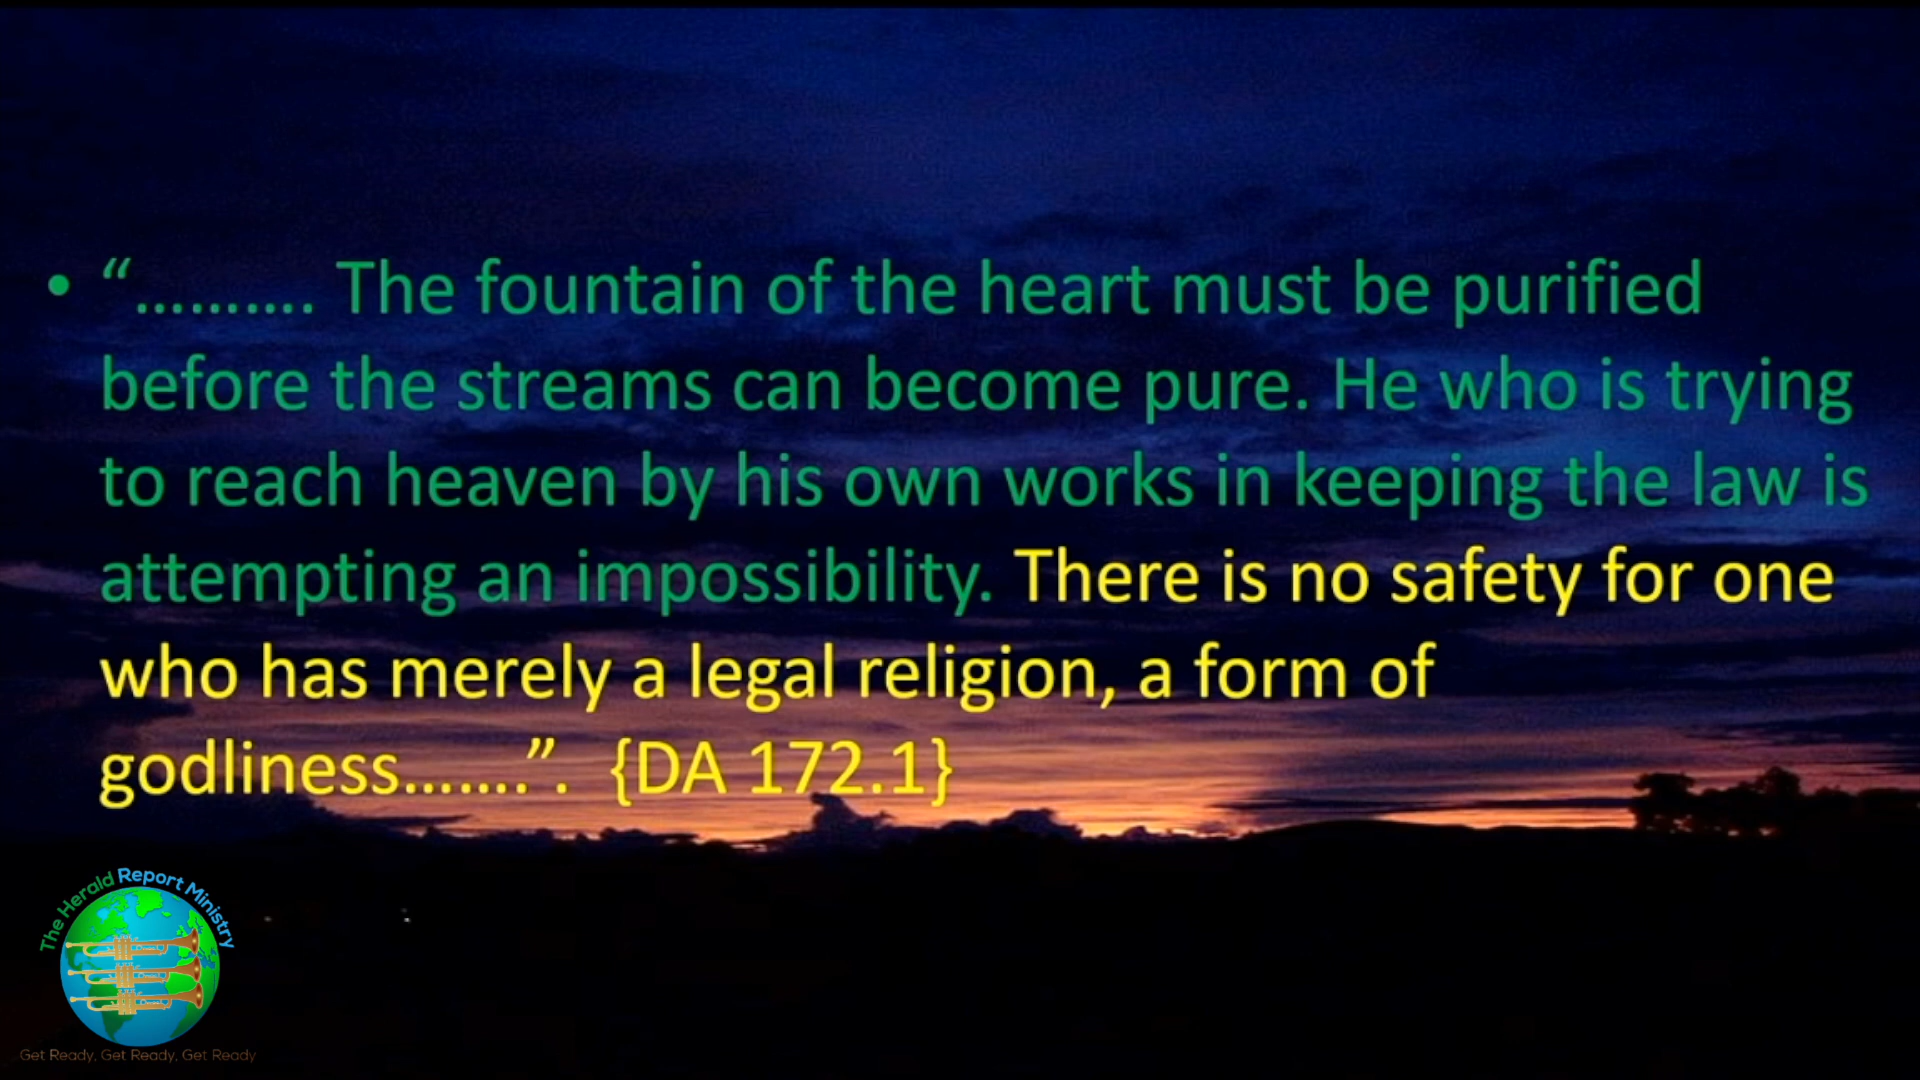 • “.......... The fountain of the heart must be purified
before the streams can become pure. He who is trying
to reach heaven by his own works in keeping the law is
attempting an impossibility. There is no safety for one
who has merely a legal religion, a form of
godliness.......”. {DA 172.1}
The Herald Report Ministry
Get Ready, Get Ready, Get Ready